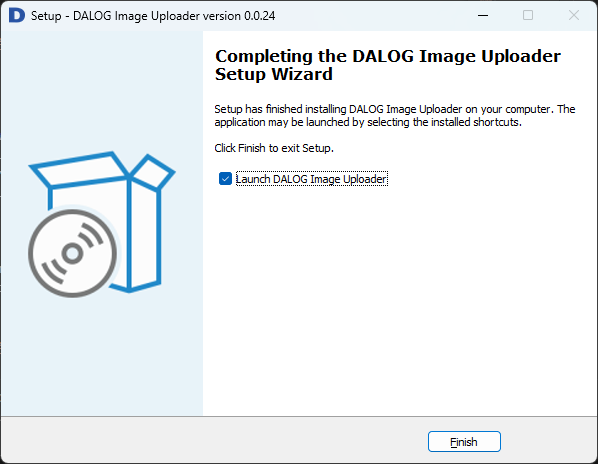 Setup - DALOG Image Uploader version 0.0.24
Completing the DALOG Image Uploader
Setup Wizard
Setup has finished installing DALOG Image Uploader on your computer. The
application may be launched by selecting the installed shortcuts.
Click Finish to exit Setup.
Launch DALOG Image Uploader
Finish